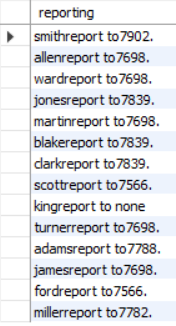 reporting
smithreport to7902.
allenreport to7698.
wardreport to7698.
jonesreport to7839.
martinreport to7698.
blakereport to7839.
clarkreport to7839.
scottreport to7566.
kingreport to none
turnerreport to7698.
adamsreport to7788.
jamesreport to7698.
fordreport to7566.
millerreport to7782.